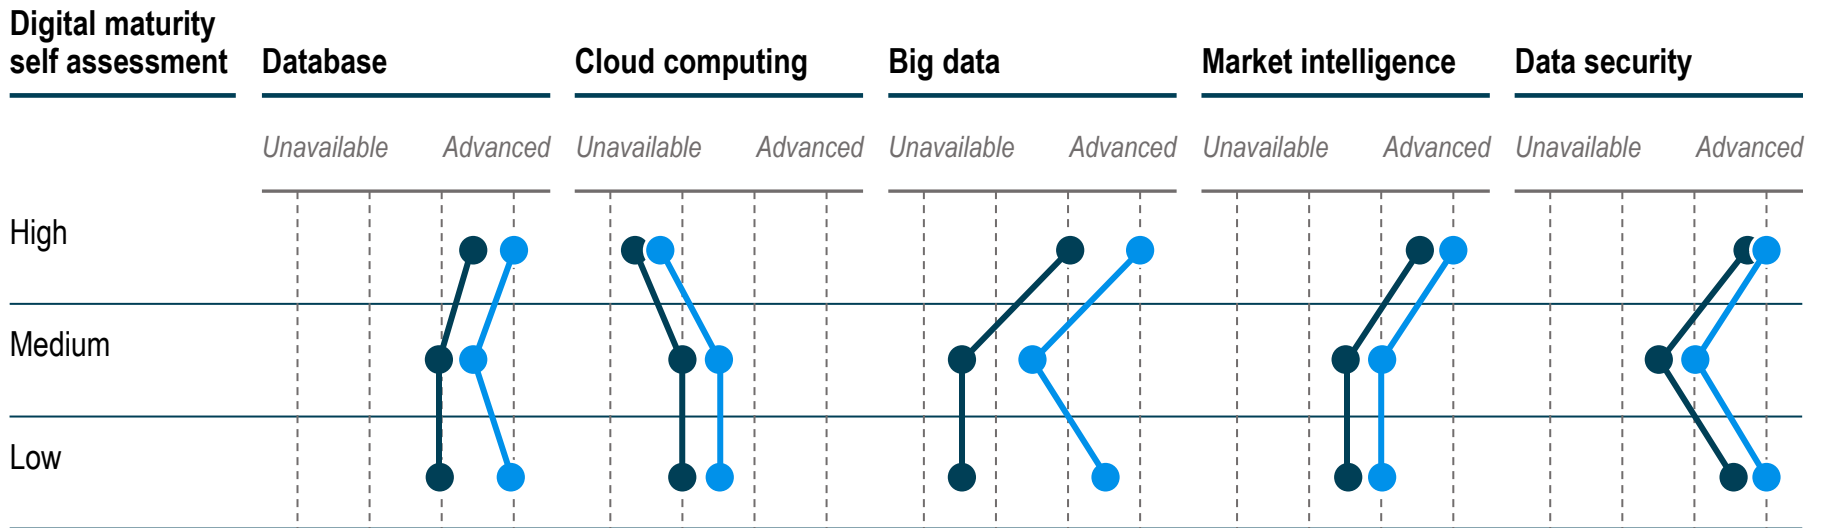 Digital maturity
self assessment
Database
Cloud computing
Big data
Market intelligence
Data security
Unavailable
Advanced
Unavailable
Advanced
Unavailable
Advanced
Unavailable
Advanced
Unavailable
Advanced
High
Medium
Low